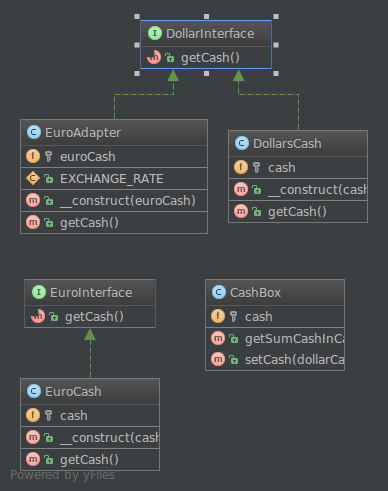 DollarInterface
getCash()
EuroAdapter
euroCash
EXCHANGE_RATE
__construct(euroCash)
getCash()
DollarsCash
cash
__construct(cash
getCash()
EuroInterface
getCash()
CashBox
cash
getSumCashInCa
setCash(dollarCa
EuroCash
cash
__construct(cash
getCash()
Powered by yFiles